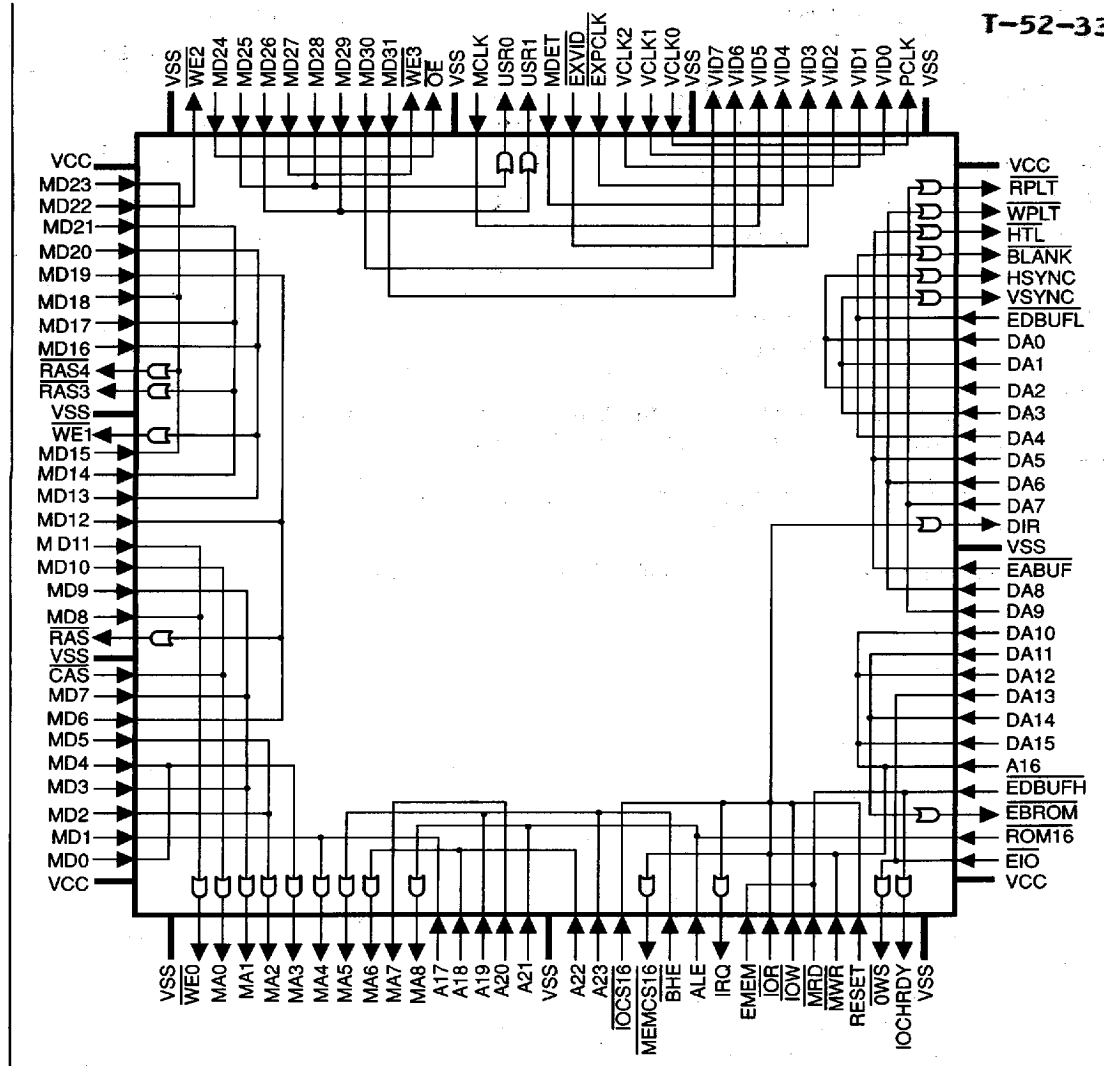 T-52-33
VSS
WE2
MD24
MD25
MD26
MD27
MD28
MD29
MD30
MD31
WE3
OE
VSS
MCLK
USR0
USR1
MDET
EXVID
EXPCLK
VCLK2
VCLK1
VCLK0
VSS
VID7
VID6
VID5
VID4
VID3
VID2
VID1
VID0
PCLK
VSS
VCC
MD23
MD22
MD21
MD20
MD19
MD18
MD17
MD16
RAS4
RAS3
VSS
WE1
MD15
MD14
MD13
MD12
M D11
MD10
MD9
MD8
RAS
VSS
CAS
MD7
MD6
MD5
MD4
MD3
MD2
MD1
MD0
VCC
VCC
RPLT
WPLT
HTL
BLANK
HSYNC
VSYNC
EDBUFL
DA0
DA1
DA2
DA3
DA4
DA5
DA6
DA7
DIR
VSS
EABUF
DA8
DA9
DA10
DA11
DA12
DA13
DA14
DA15
A16
EDBUFH
EBROM
ROM16
EIO
VCC
VSS
WE0
MA0
MA1
MA2
MA3
MA4
MA5
MA6
MA7
MA8
A17
A18
A19
A20
A21
VSS
A22
A23
IOCS16
MEMCS16
BHE
ALE
IRQ
EMEM
IOR
IOW
MRD
MWR
RESET
0WS
IOCHRDY
VSS